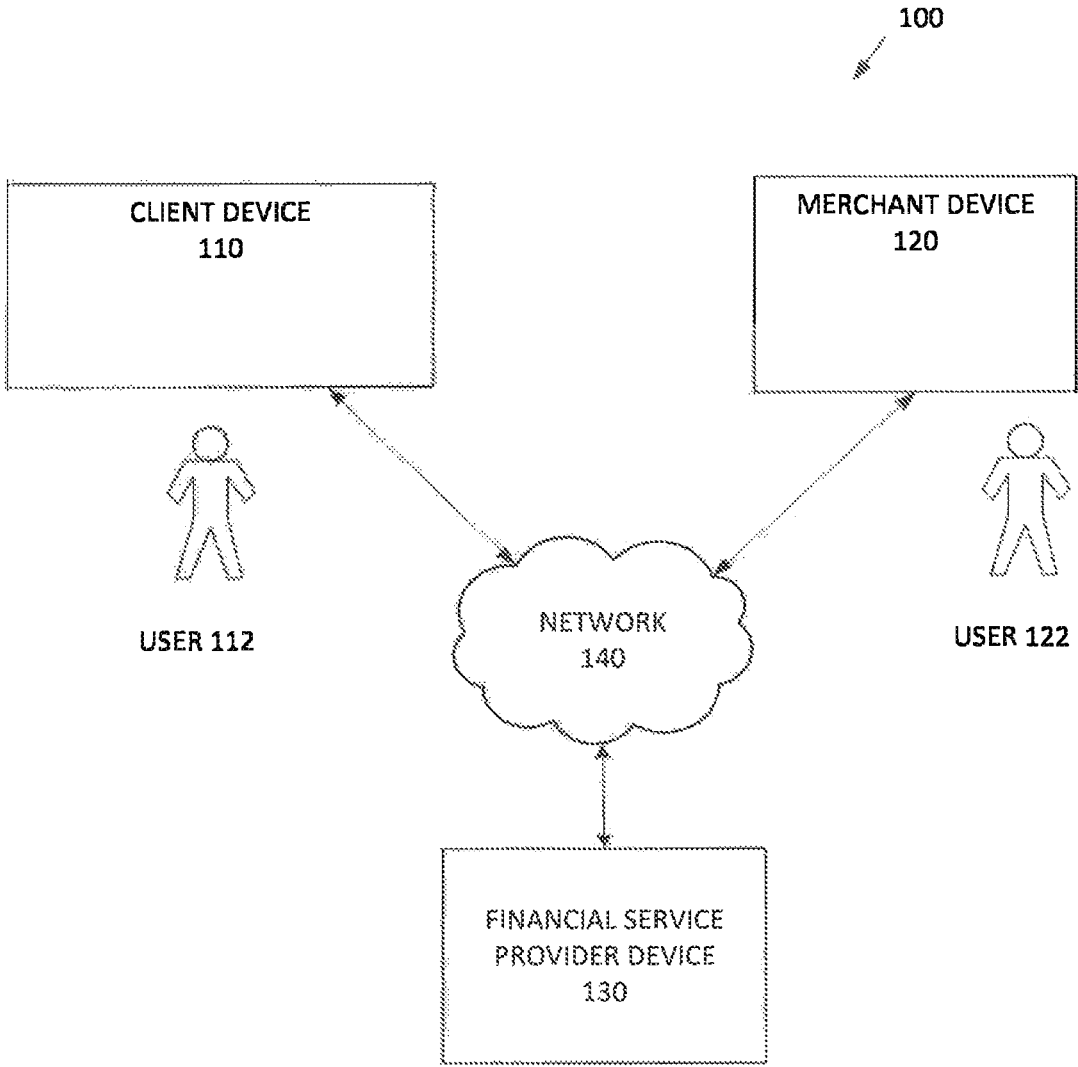 100
CLIENT DEVICE
110
MERCHANT DEVICE
120
USER 112
NETWORK
140
USER 122
FINANCIAL SERVICE
PROVIDER DEVICE
130